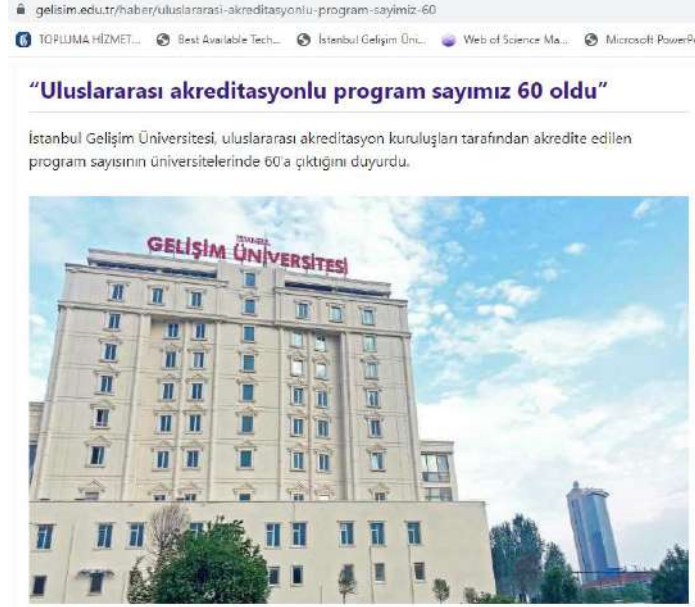 gelisim.edu.tr/haber/uluslararasi-akreditasyonlu-program-sayimiz-60
TOPLUMA HİZMET... Best Available Tech... İstanbul Gelişim Üni... Web of Science Ma... Microsoft PowerP
“Uluslararası akreditasyonlu program sayımız 60 oldu”
İstanbul Gelişim Üniversitesi, uluslararası akreditasyon kuruluşları tarafından akredite edilen
program sayısının üniversitelerinde 60'a çıktığını duyurdu.
İSTANBUL
GELİŞİM ÜNİVERSİTESİ